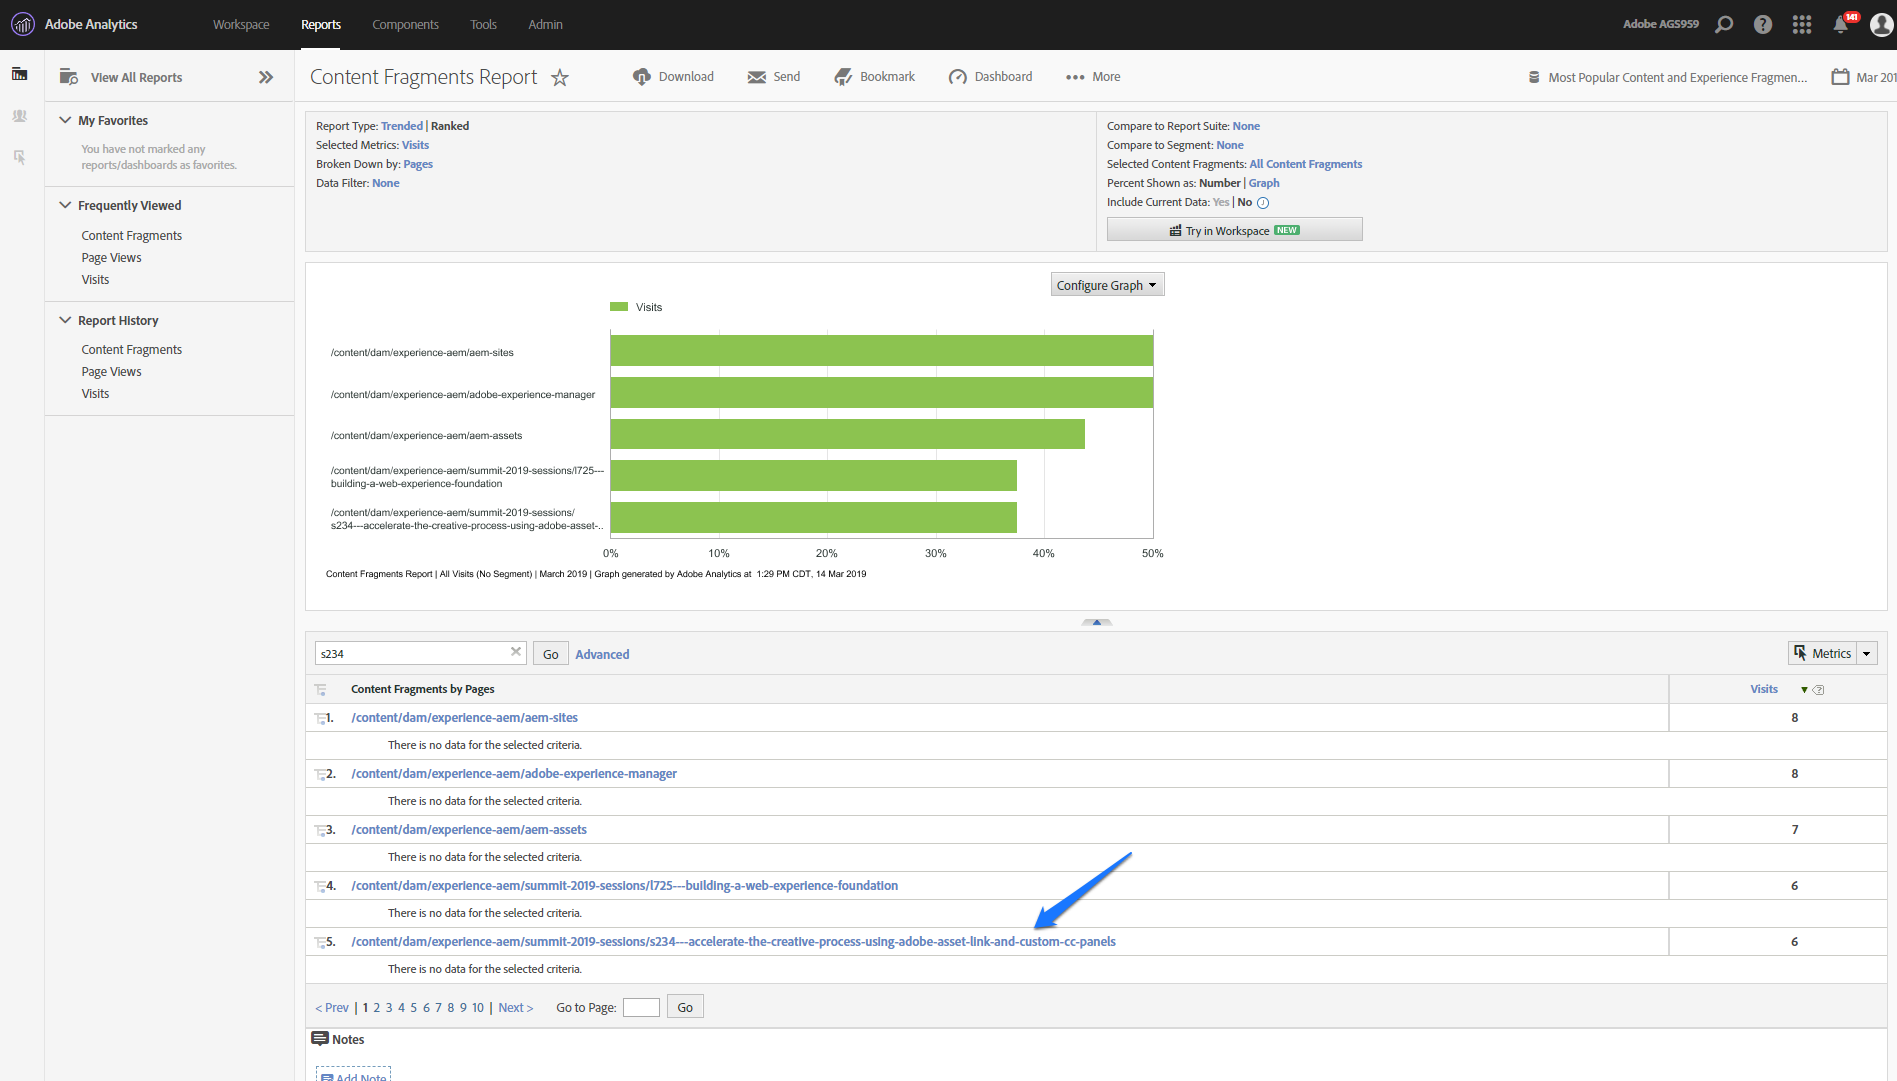 Adobe Analytics Workspace Reports Components Tools Admin Adobe AGS959 141
View All Reports
Content Fragments Report Download Send Bookmark Dashboard More Most Popular Content and Experience Fragmen... Mar 201
My Favorites
You have not marked any
reports/dashboards as favorites.
Frequently Viewed
Content Fragments
Page Views
Visits
Report History
Content Fragments
Page Views
Visits
Report Type: Trended | Ranked
Selected Metrics: Visits
Broken Down by: Pages
Data Filter: None
Compare to Report Suite: None
Compare to Segment: None
Selected Content Fragments: All Content Fragments
Percent Shown as: Number | Graph
Include Current Data: Yes | No
Try in Workspace NEW
Configure Graph
Visits
/content/dam/experience-aem/aem-sites
/content/dam/experience-aem/adobe-experience-manager
/content/dam/experience-aem/aem-assets
/content/dam/experience-aem/summit-2019-sessions/l725---
building-a-web-experience-foundation
/content/dam/experience-aem/summit-2019-sessions/
s234---accelerate-the-creative-process-using-adobe-asset-..
0% 10% 20% 30% 40% 50%
Content Fragments Report | All Visits (No Segment) | March 2019 | Graph generated by Adobe Analytics at 1:29 PM CDT, 14 Mar 2019
s234 Go Advanced Metrics
Content Fragments by Pages Visits
1. /content/dam/experience-aem/aem-sites 8
There is no data for the selected criteria.
2. /content/dam/experience-aem/adobe-experience-manager 8
There is no data for the selected criteria.
3. /content/dam/experience-aem/aem-assets 7
There is no data for the selected criteria.
4. /content/dam/experience-aem/summit-2019-sessions/l725---building-a-web-experience-foundation 6
There is no data for the selected criteria.
5. /content/dam/experience-aem/summit-2019-sessions/s234---accelerate-the-creative-process-using-adobe-asset-link-and-custom-cc-panels 6
There is no data for the selected criteria.
< Prev | 1 2 3 4 5 6 7 8 9 10 | Next > Go to Page: Go
Notes
Add Note